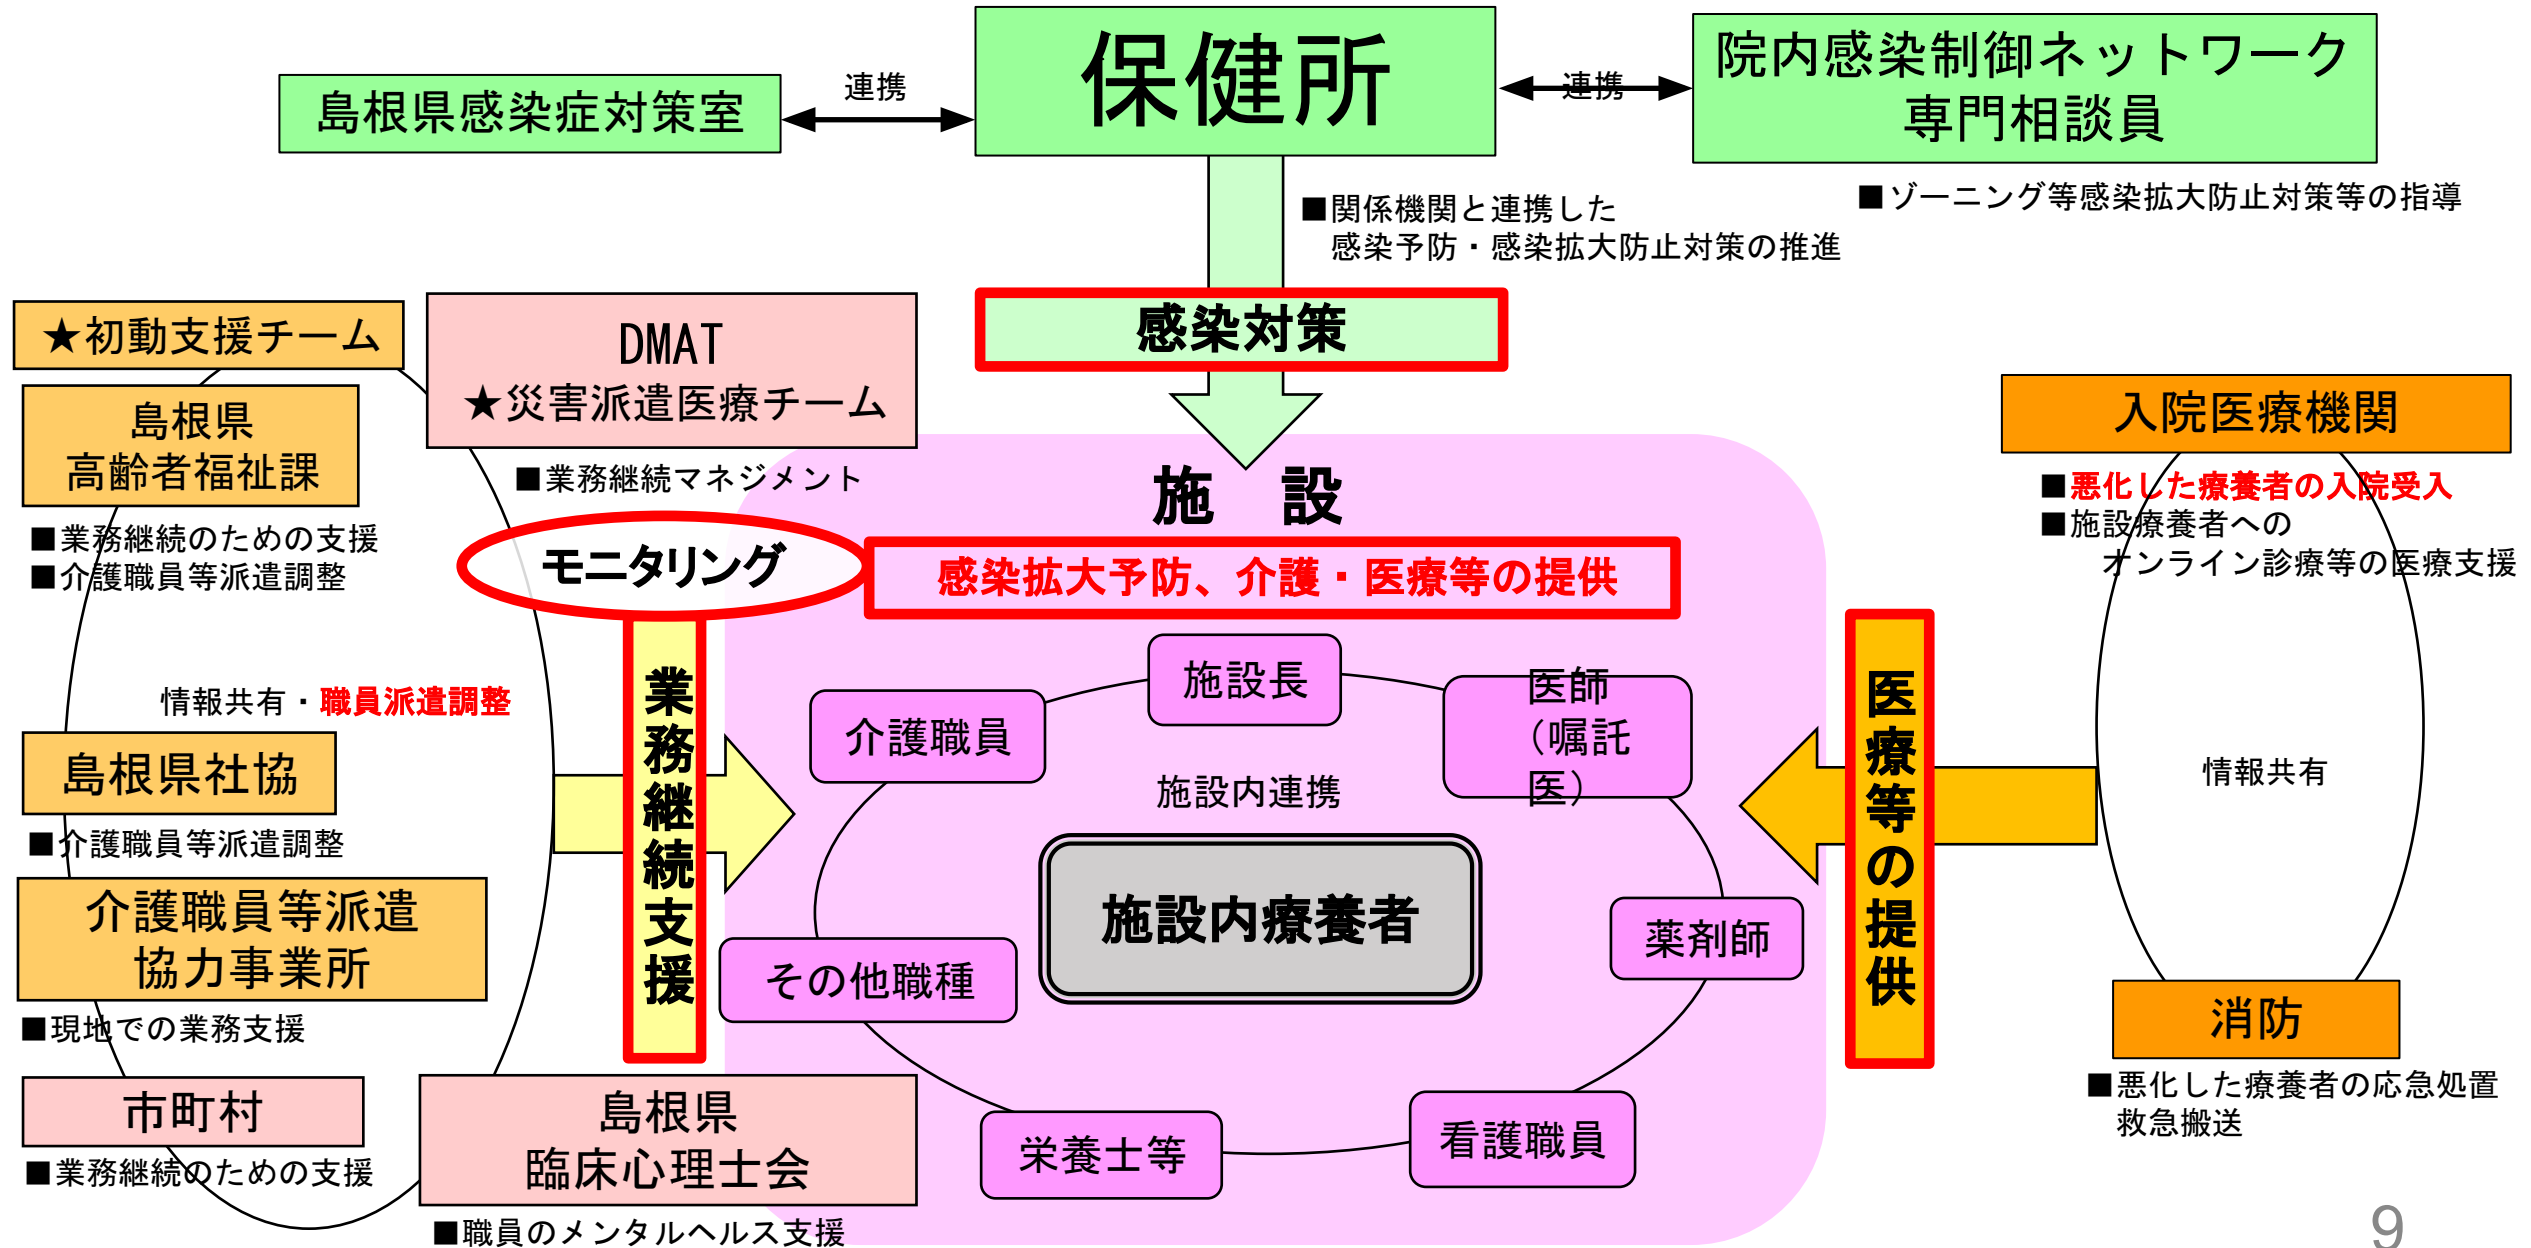 保健所
島根県感染症対策室
連携
連携
院内感染制御ネットワーク
専門相談員
■ゾーニング等感染拡大防止対策等の指導
■関係機関と連携した
感染予防・感染拡大防止対策の推進
感染対策
★初動支援チーム
島根県
高齢者福祉課
■業務継続のための支援
■介護職員等派遣調整
情報共有・職員派遣調整
島根県社協
■介護職員等派遣調整
介護職員等派遣
協力事業所
■現地での業務支援
市町村
■業務継続のための支援
DMAT
★災害派遣医療チーム
■業務継続マネジメント
モニタリング
業務継続支援
島根県
臨床心理士会
■職員のメンタルヘルス支援
施 設
感染拡大予防、介護・医療等の提供
施設長
介護職員
医師
（嘱託
医）
施設内連携
施設内療養者
薬剤師
その他職種
栄養士等
看護職員
医療等の提供
入院医療機関
■悪化した療養者の入院受入
■施設療養者への
オンライン診療等の医療支援
情報共有
消防
■悪化した療養者の応急処置
救急搬送
9